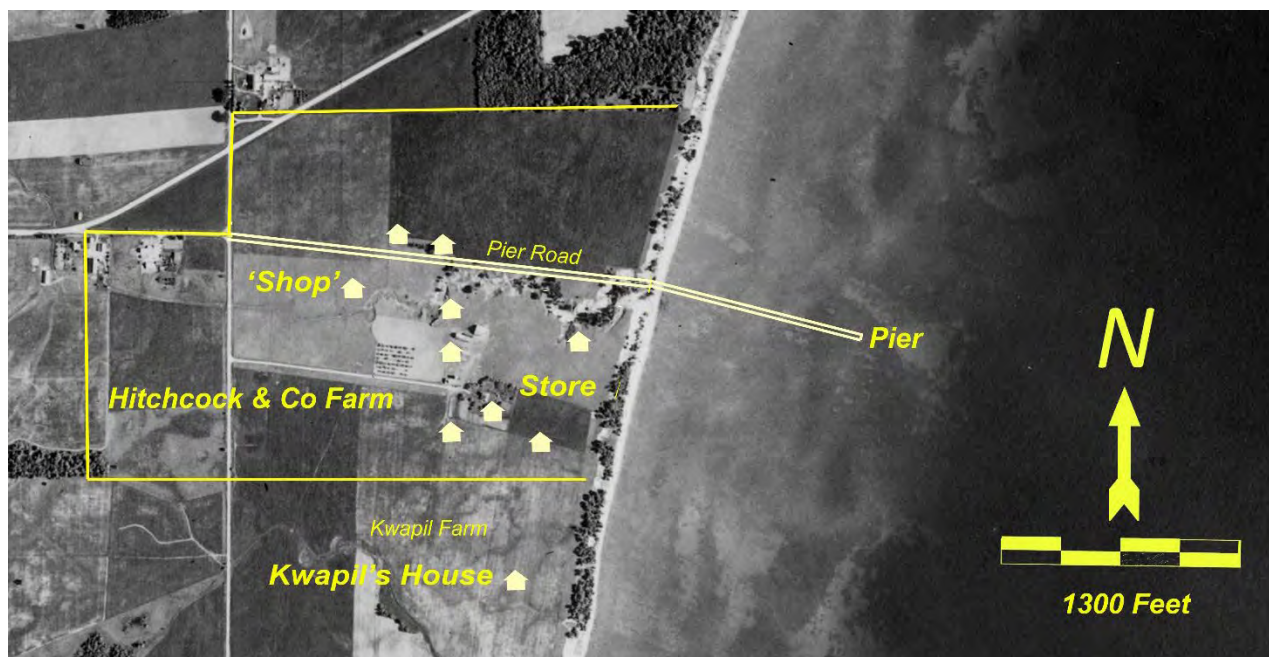 Pier Road
‘Shop’
Pier
N
Store
Hitchcock & Co Farm
Kwapil Farm
Kwapil's House
1300 Feet